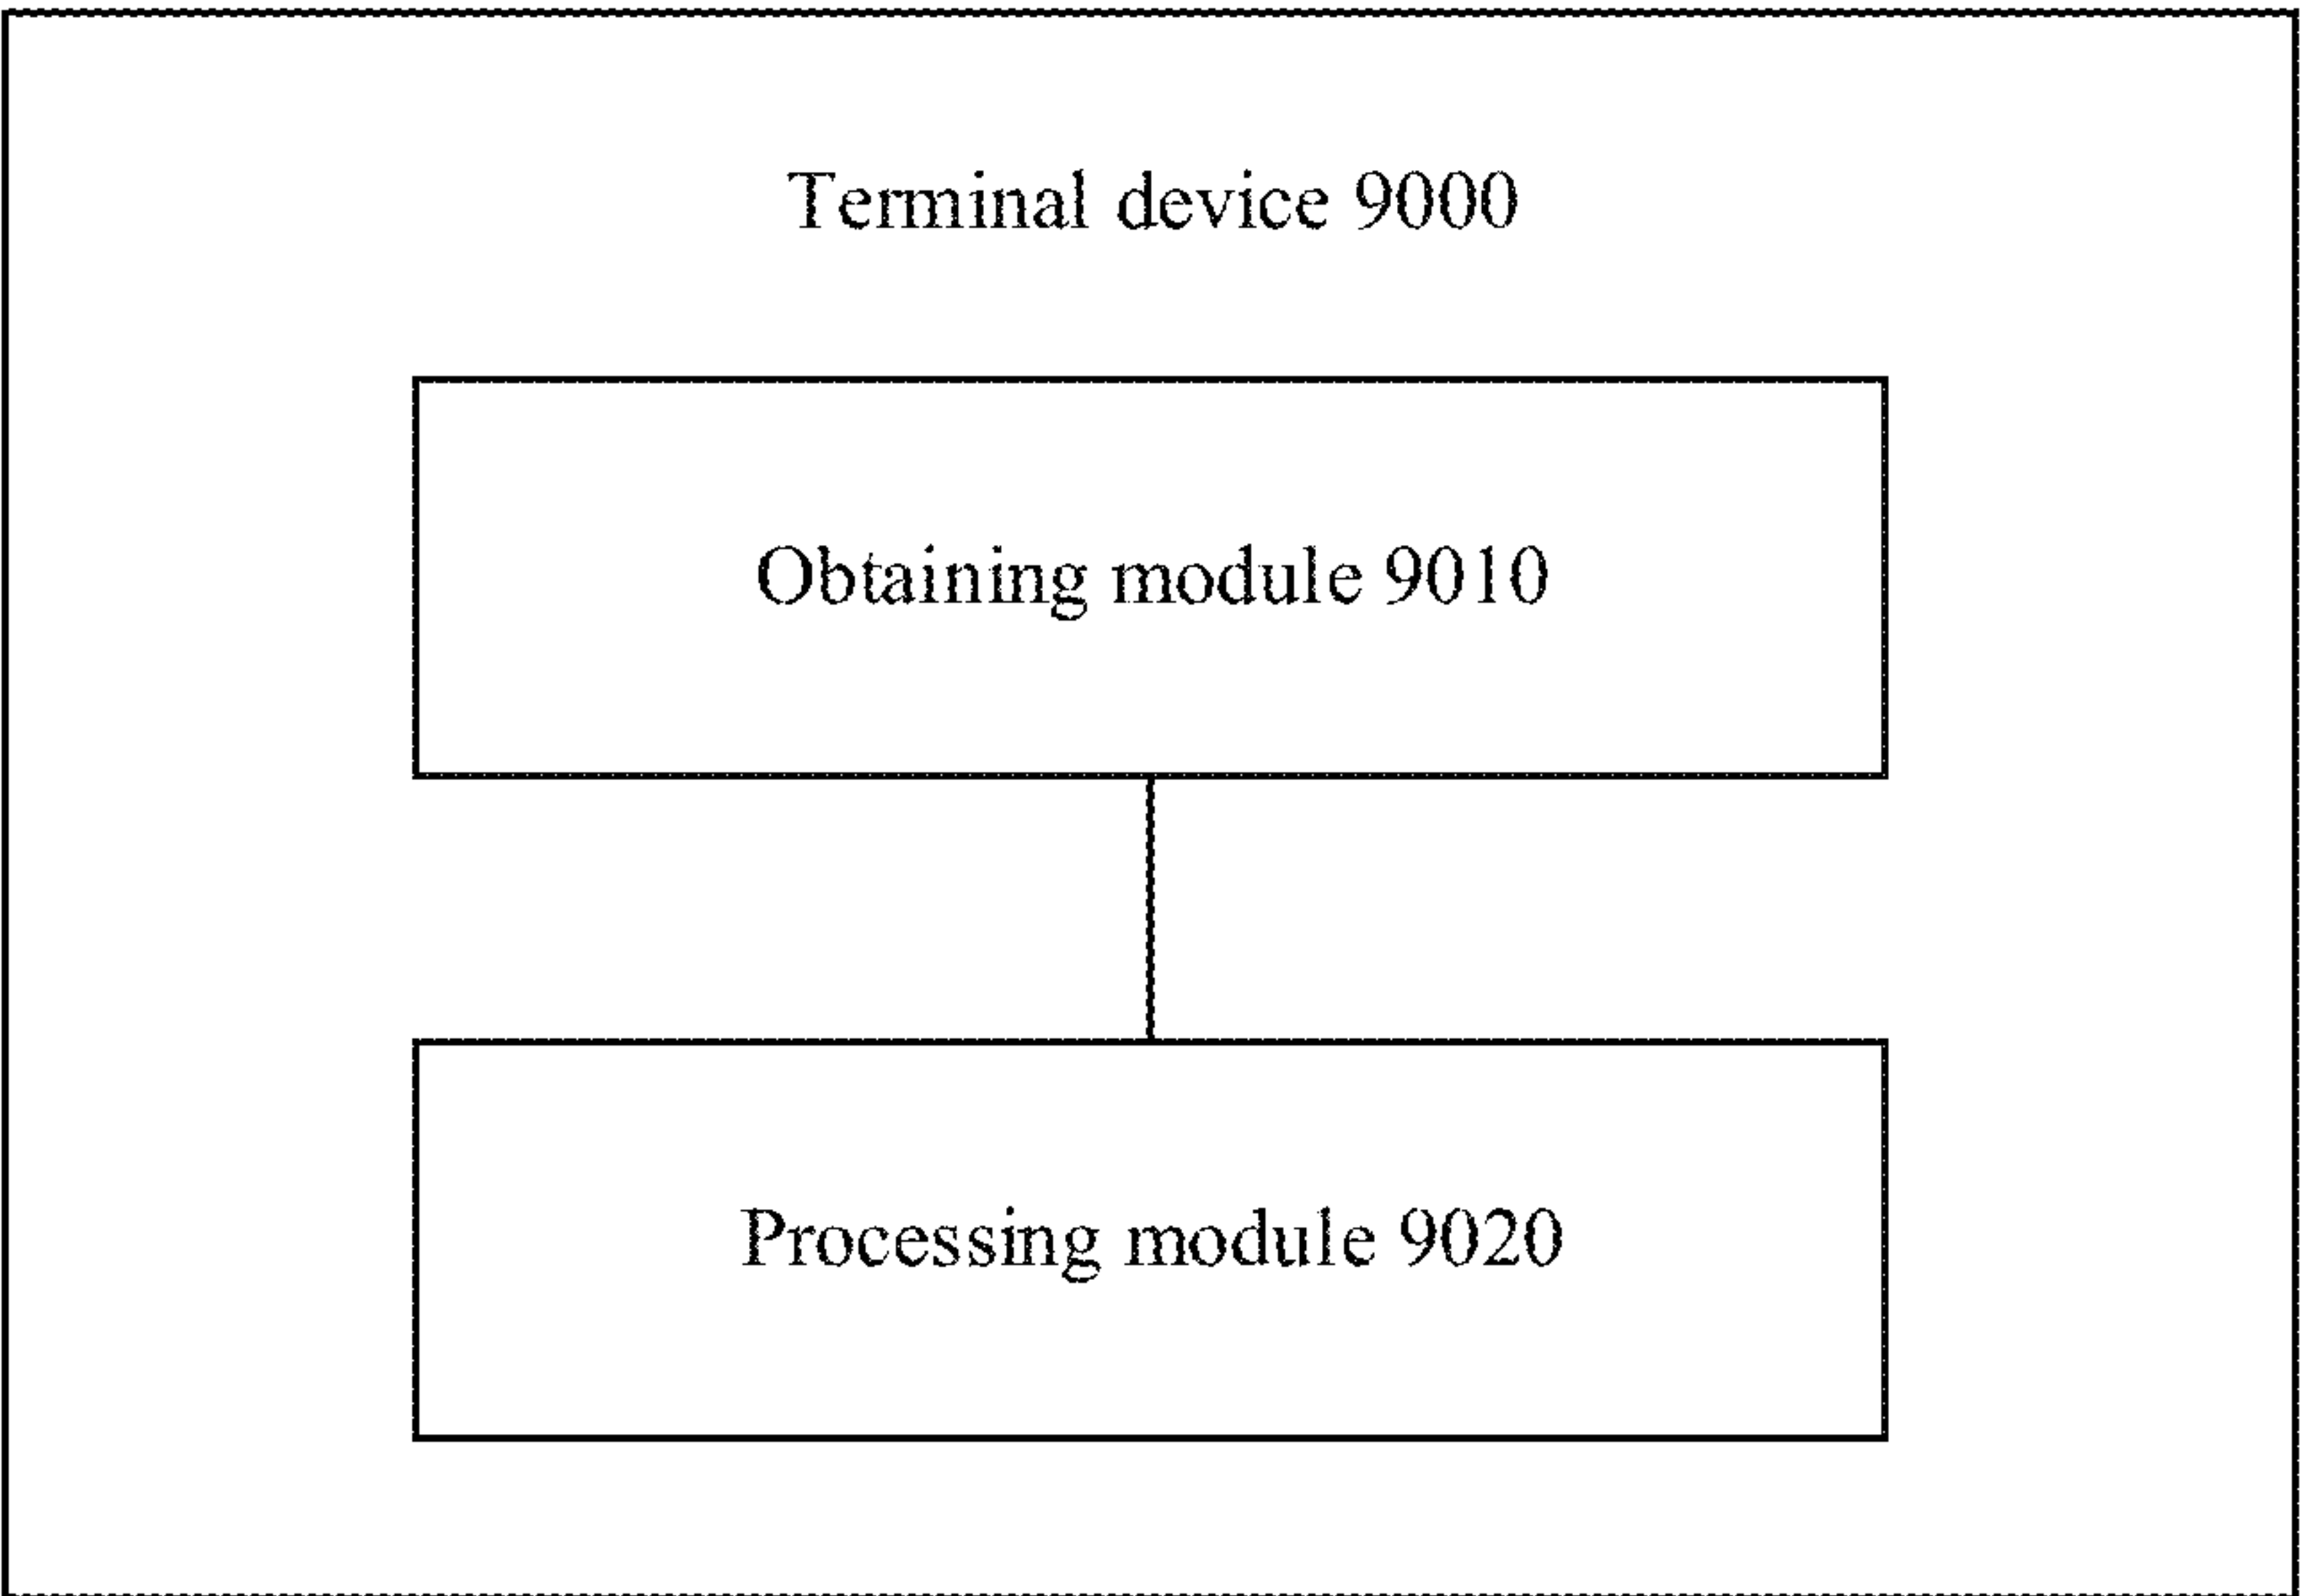 Terminal device 9000
Obtaining module 9010
Processing module 9020